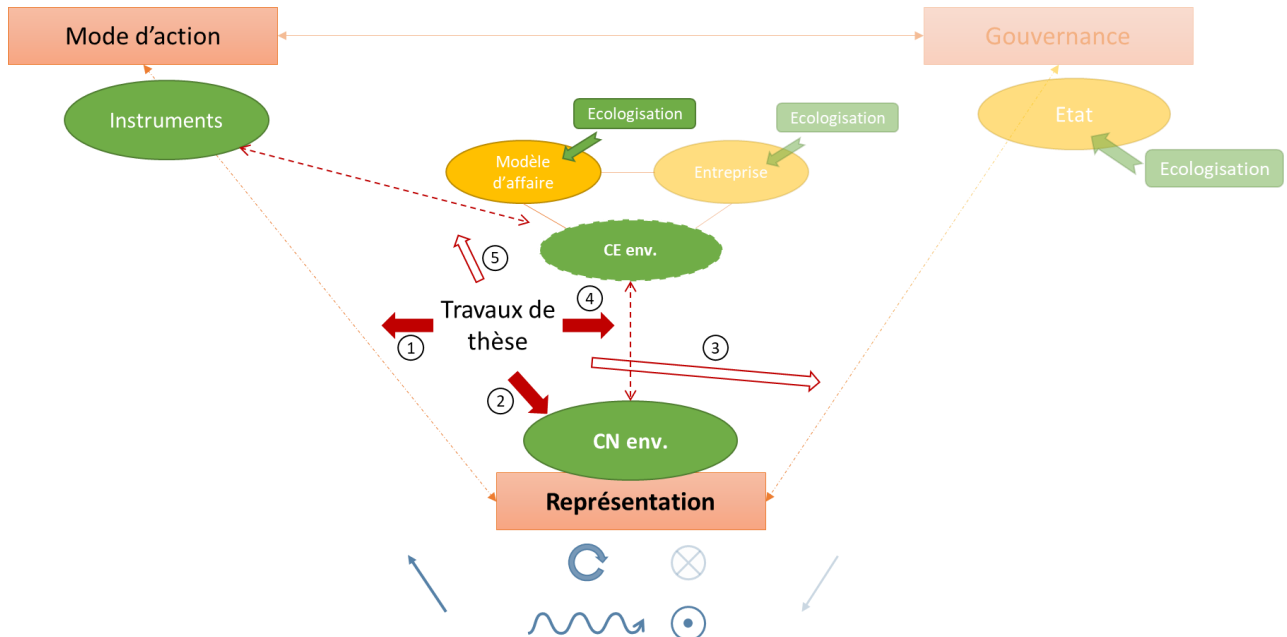 Mode d’action
Gouvernance
Instruments
Ecologisation
Ecologisation
Etat
Modèle
d’affaire
Entreprise
Ecologisation
CE env.
5
4
Travaux de
thèse
1
3
2
CN env.
Représentation